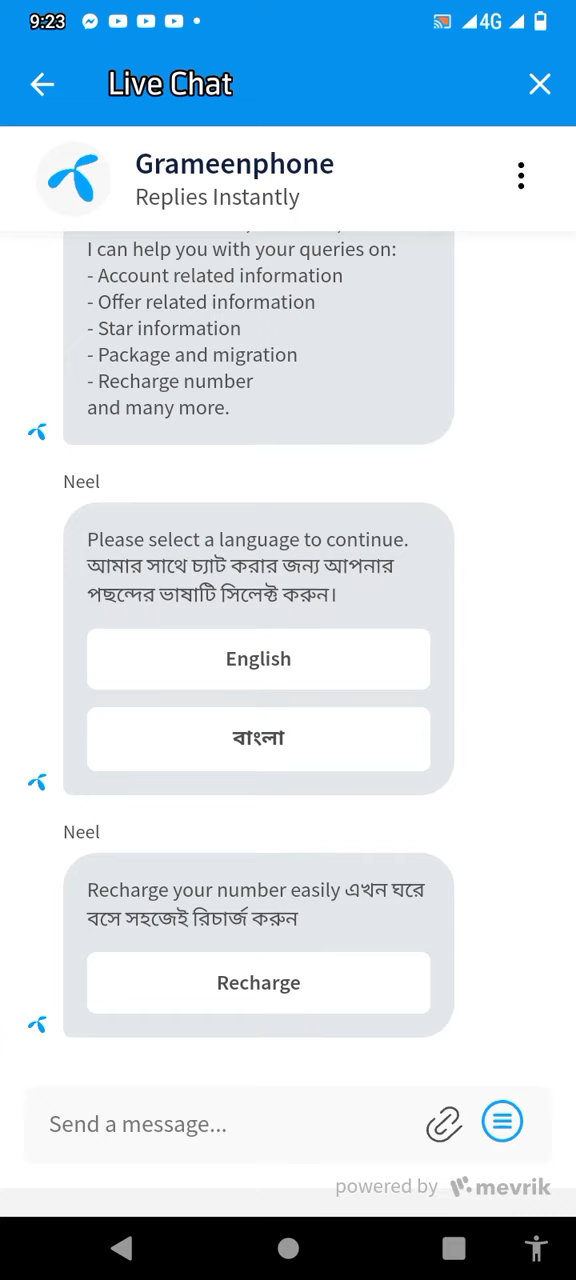 9:23
4G
Live Chat
Grameenphone
Replies Instantly
I can help you with your queries on:
- Account related information
- Offer related information
- Star information
- Package and migration
- Recharge number
and many more.
Neel
Please select a language to continue.
আমার সাথে চ্যাট করার জন্য আপনার
পছন্দের ভাষাটি সিলেক্ট করুন।
English
বাংলা
Neel
Recharge your number easily এখন ঘরে
বসে সহজেই রিচার্জ করুন
Recharge
Send a message...
powered by mevrik